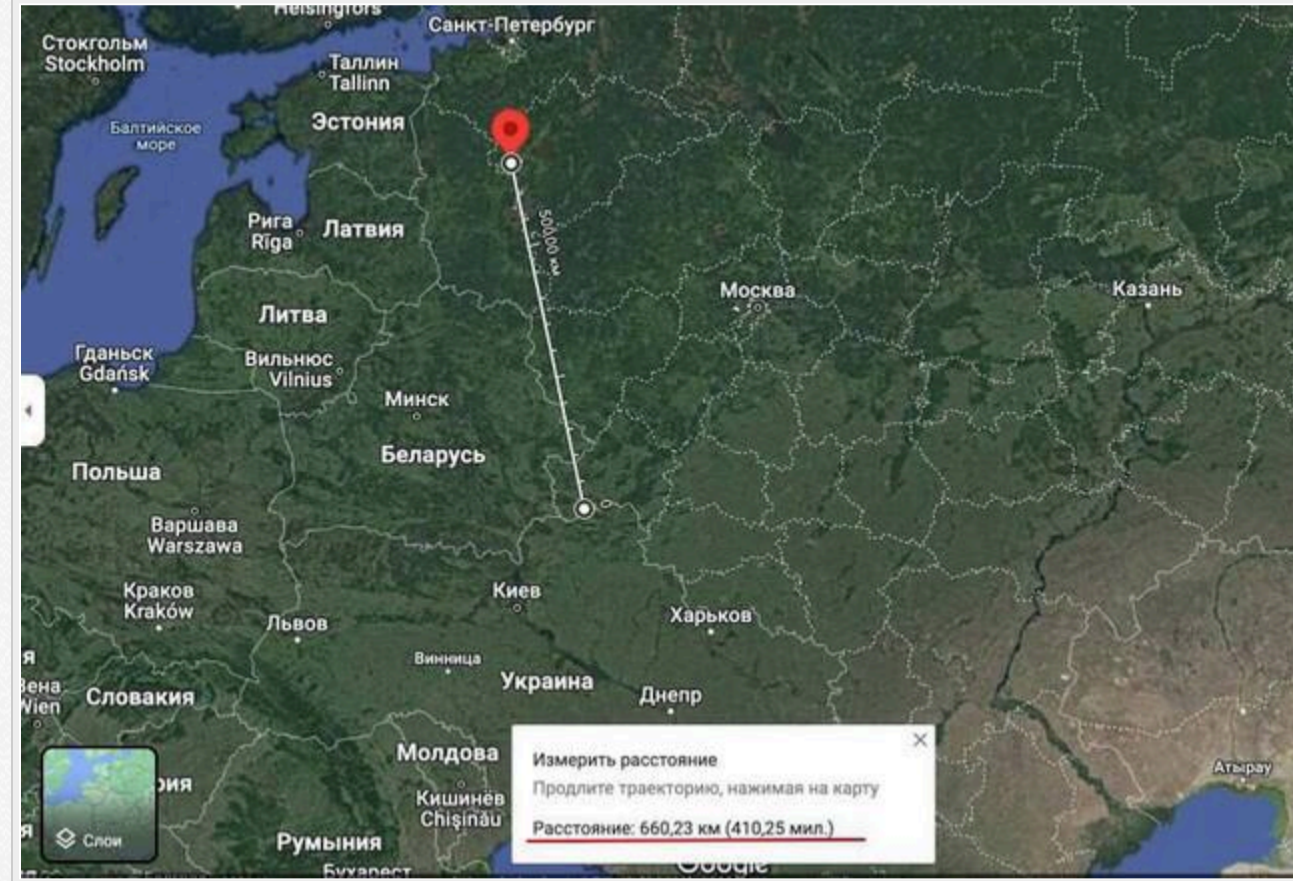 Helsingfors
Санкт-Петербург
Стокгольм
Stockholm
Таллин
Tallinn
Эстония
Балтийское
море
500,00 км
Рига
Rīga
Латвия
Москва
Казань
Литва
Гданьск
Gdańsk
Вильнюс
Vilnius
Минск
Беларусь
Польша
Варшава
Warszawa
Киев
Краков
Kraków
Харьков
Львов
Винница
я
Вена
Wien
Словакия
Украина
Днепр
Молдова
Кишинёв
Chișinău
рия
я
Слои
Румыния
Бухарест
Атырау
Измерить расстояние
Продлите траекторию, нажимая на карту
Расстояние: 660,23 км (410,25 мил.)
Google